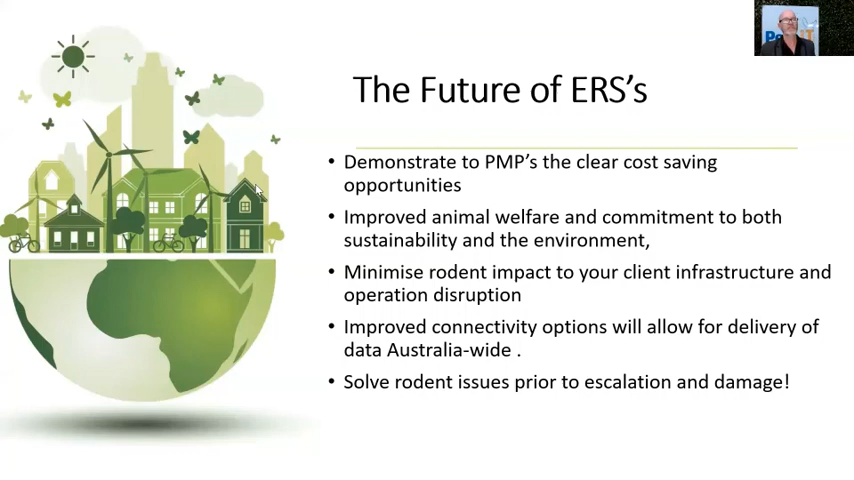 The Future of ERS's
• Demonstrate to PMP's the clear cost saving
opportunities
• Improved animal welfare and commitment to both
sustainability and the environment,
• Minimise rodent impact to your client infrastructure and
operation disruption
• Improved connectivity options will allow for delivery of
data Australia-wide .
• Solve rodent issues prior to escalation and damage!